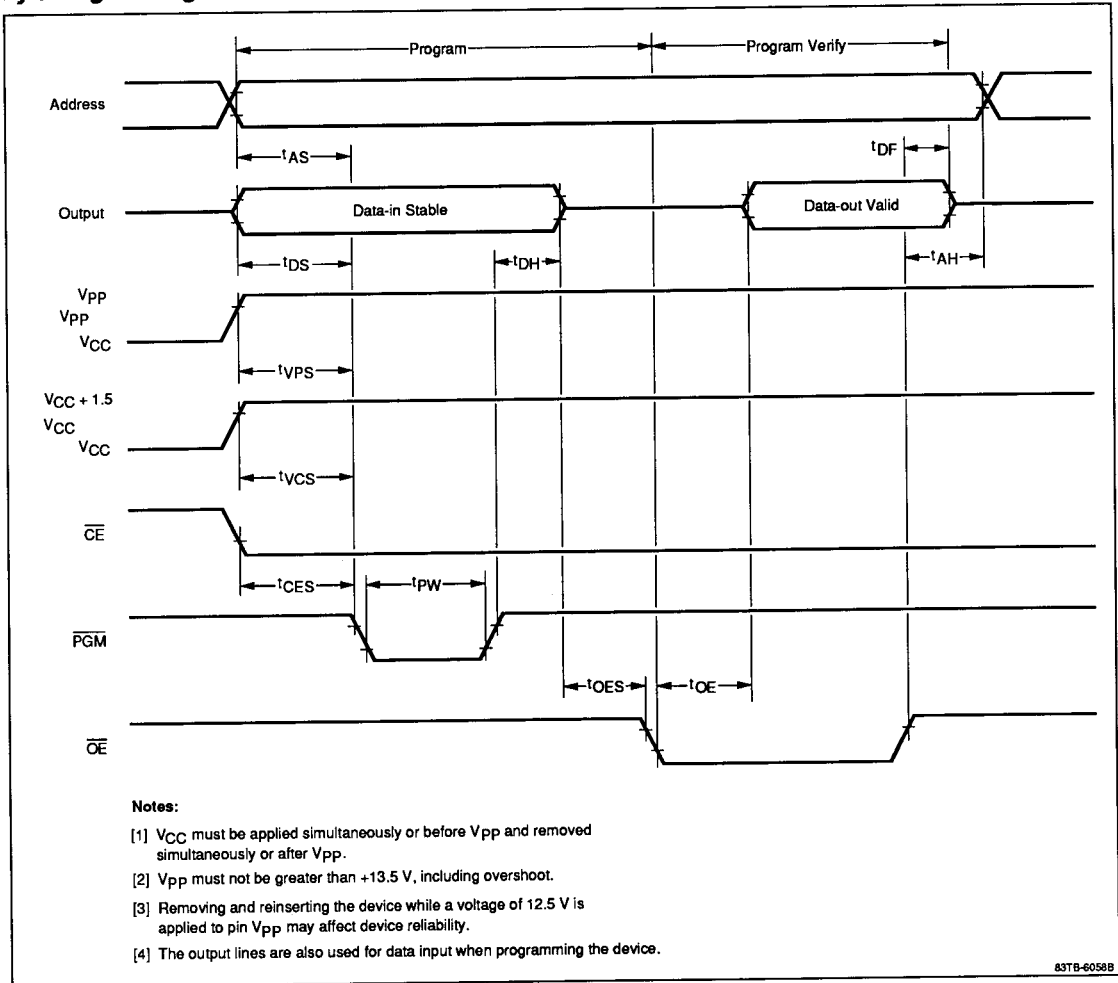 Program
Program Verify
Address
tAS
tDF
Output
Data-in Stable
Data-out Valid
tDS
tDH
tAH
VPP
VPP
VCC
tVPS
VCC + 1.5
VCC
VCC
tVCS
CE
tCES
tPW
PGM
tOES
tOE
OE
Notes:
[1] VCC must be applied simultaneously or before VPP and removed
simultaneously or after VPP.
[2] VPP must not be greater than +13.5 V, including overshoot.
[3] Removing and reinserting the device while a voltage of 12.5 V is
applied to pin VPP may affect device reliability.
[4] The output lines are also used for data input when programming the device.
83TB-6058B